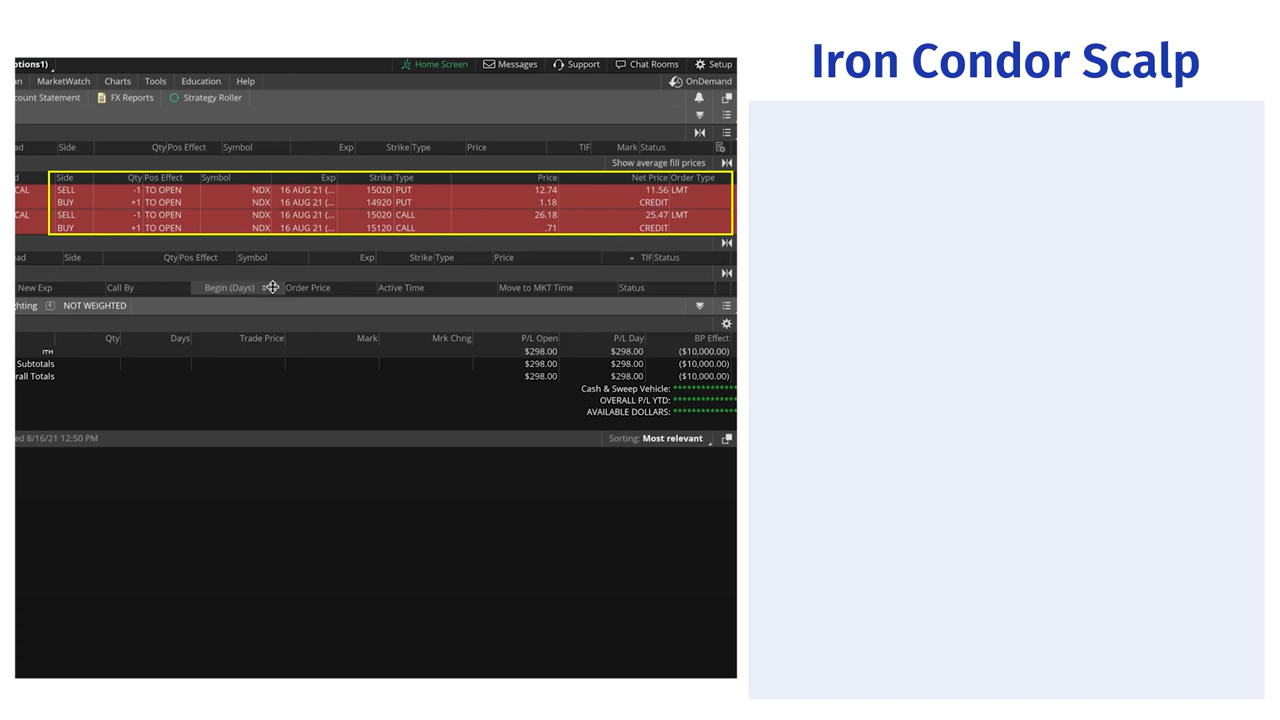 Iron Condor Scalp
ptions1)
Home Screen Messages Support Chat Rooms Setup
an MarketWatch Charts Tools Education Help OnDemand
count Statement FX Reports Strategy Roller
ad Side Qty Pos Effect Symbol Exp Strike Type Price TIF Mark Status
Show average fill prices
Side Qty Pos Effect Symbol Exp Strike Type Price Net Price Order Type
CAL SELL -1 TO OPEN NDX 16 AUG 21 (... 15020 PUT 12.74 11.56 LMT
BUY +1 TO OPEN NDX 16 AUG 21 (... 14920 PUT 1.18 CREDIT
CAL SELL -1 TO OPEN NDX 16 AUG 21 (... 15020 CALL 26.18 25.47 LMT
BUY +1 TO OPEN NDX 16 AUG 21 (... 15120 CALL .71 CREDIT
ead Side Qty Pos Effect Symbol Exp Strike Type Price TIF Status
New Exp Call By Begin (Days) Order Price Active Time Move to MKT Time Status
ghting NOT WEIGHTED
Qty Days Trade Price Mark Mrk Chng P/L Open P/L Day BP Effect
$298.00 $298.00 ($10,000.00)
Subtotals $298.00 $298.00 ($10,000.00)
rall Totals $298.00 $298.00 ($10,000.00)
Cash & Sweep Vehicle: **************
OVERALL P/L YTD: **************
AVAILABLE DOLLARS: **************
ed 8/16/21 12:50 PM Sorting: Most relevant